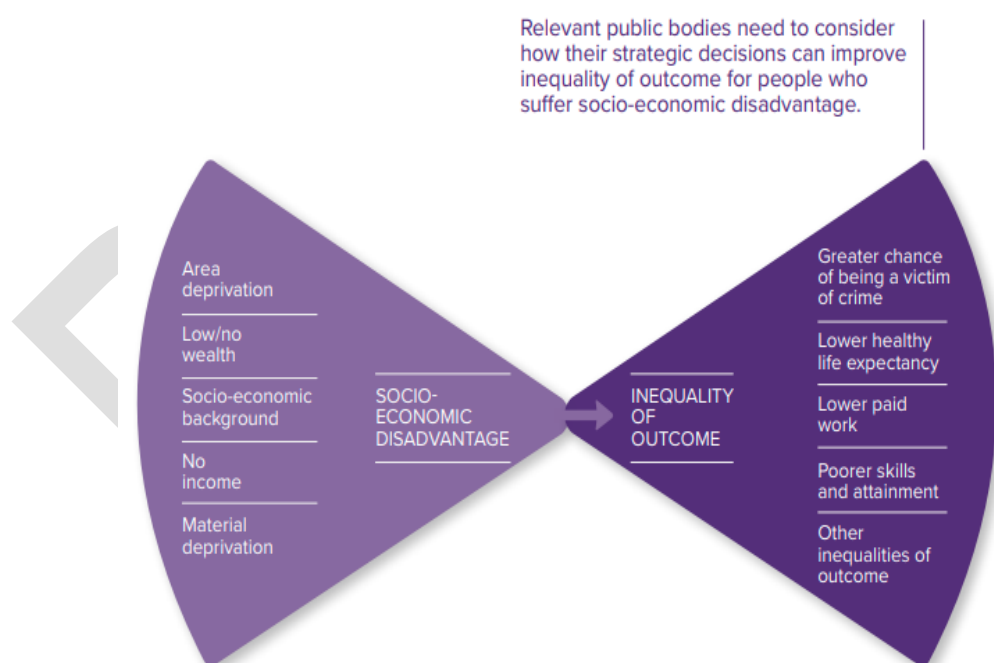 Relevant public bodies need to consider
how their strategic decisions can improve
inequality of outcome for people who
suffer socio-economic disadvantage.
Area
deprivation
Low/no
wealth
Socio-economic
background
No
income
Material
deprivation
SOCIO-
ECONOMIC
DISADVANTAGE
INEQUALITY
OF
OUTCOME
Greater chance
of being a victim
of crime
Lower healthy
life expectancy
Lower paid
work
Poorer skills
and attainment
Other
inequalities of
outcome